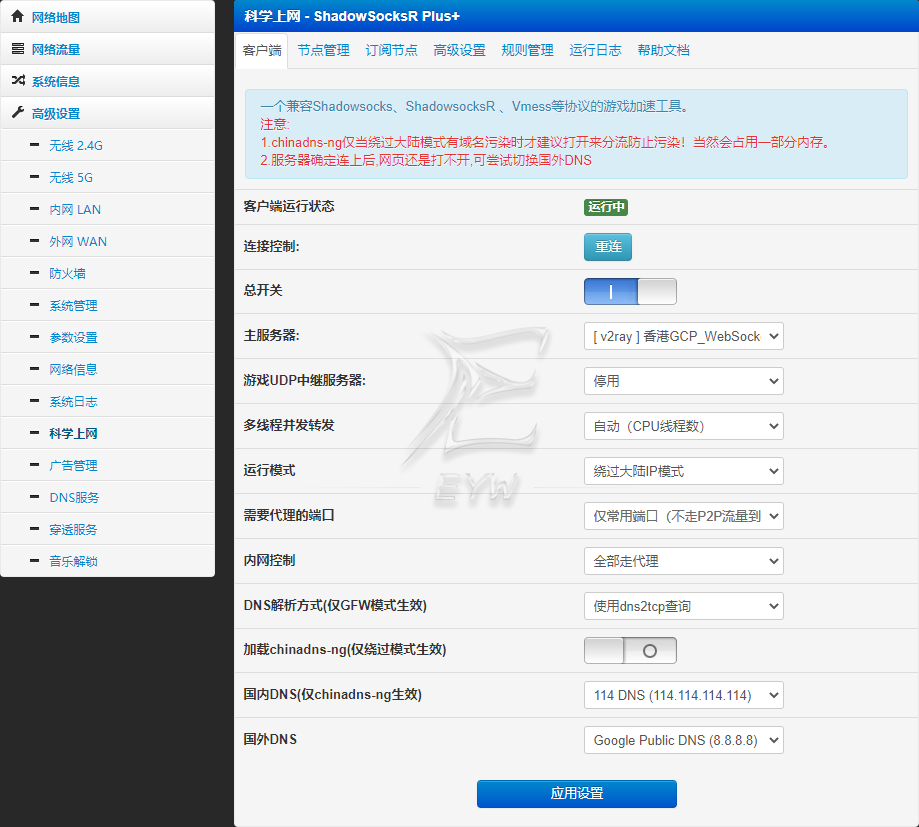 网络地图
网络流量
系统信息
高级设置
无线 2.4G
无线 5G
内网 LAN
外网 WAN
防火墙
系统管理
参数设置
网络信息
系统日志
科学上网
广告管理
DNS服务
穿透服务
音乐解锁
科学上网 - ShadowSocksR Plus+
客户端 节点管理 订阅节点 高级设置 规则管理 运行日志 帮助文档
一个兼容Shadowsocks、ShadowsocksR 、Vmess等协议的游戏加速工具。
注意:
1.chinadns-ng仅当绕过大陆模式有域名污染时才建议打开来分流防止污染！当然会占用一部分内存。
2.服务器确定连上后,网页还是打不开,可尝试切换国外DNS
客户端运行状态 运行中
连接控制: 重连
总开关
主服务器: [ v2ray ] 香港GCP_WebSock
游戏UDP中继服务器: 停用
多线程并发转发 自动（CPU线程数）
运行模式 绕过大陆IP模式
需要代理的端口 仅常用端口（不走P2P流量到
内网控制 全部走代理
DNS解析方式(仅GFW模式生效) 使用dns2tcp查询
加载chinadns-ng(仅绕过模式生效)
国内DNS(仅chinadns-ng生效) 114 DNS (114.114.114.114)
国外DNS Google Public DNS (8.8.8.8)
应用设置
EYW